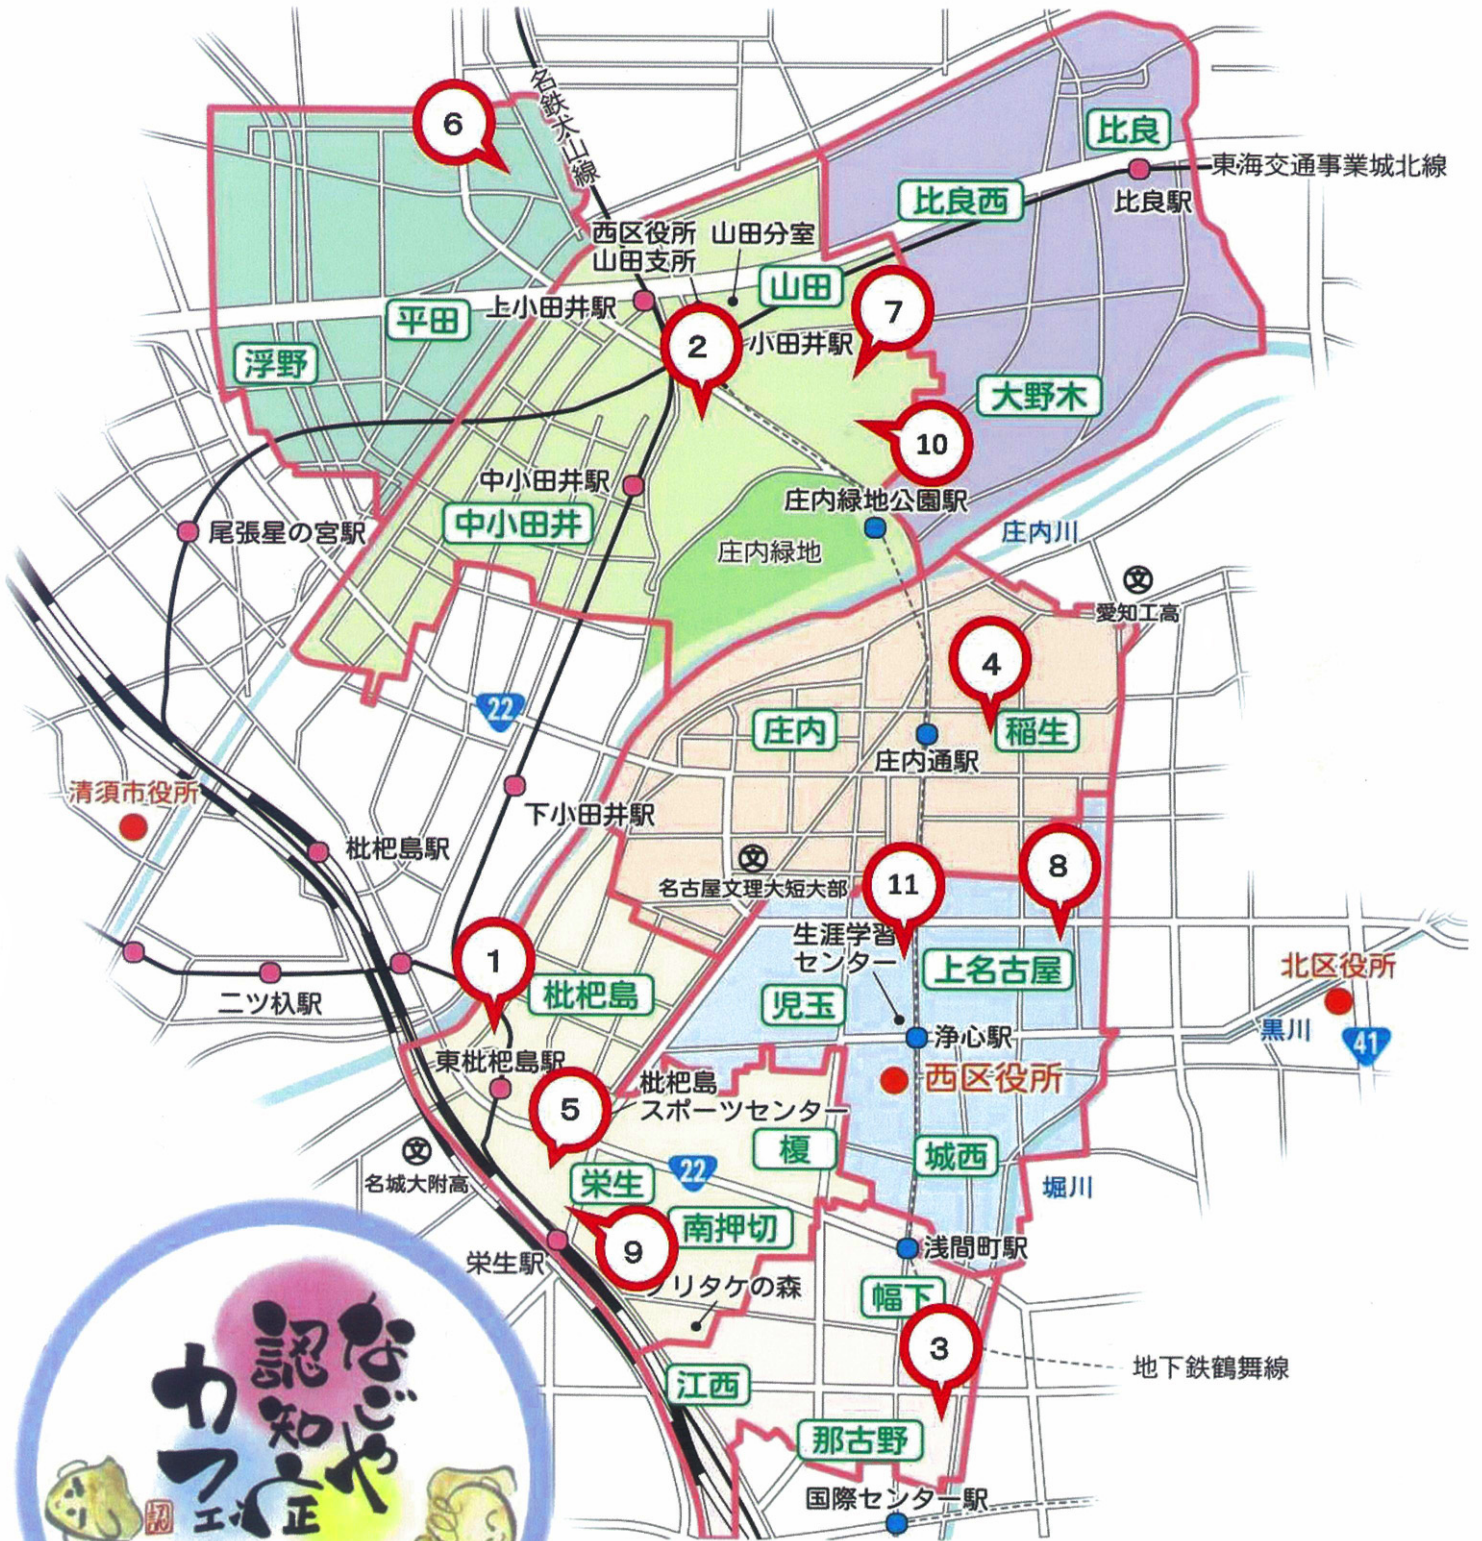 名鉄犬山線
6
比良
東海交通事業城北線
比良駅
比良西
西区役所
山田支所
山田分室
山田
上小田井駅
平田
7
2
小田井駅
浮野
大野木
10
中小田井駅
庄内緑地公園駅
中小田井
尾張星の宮駅
庄内川
庄内緑地
愛知工高
4
22
庄内
稲生
庄内通駅
清須市役所
下小田井駅
枇杷島駅
8
名古屋文理大短大部
11
生涯学習
センター
1
上名古屋
北区役所
枇杷島
児玉
二ツ杁駅
浄心駅
黒川
41
東枇杷島駅
西区役所
枇杷島
スポーツセンター
5
榎
城西
22
名城大附高
栄生
堀川
南押切
9
栄生駅
浅間町駅
リタケの森
幅下
3
地下鉄鶴舞線
江西
那古野
国際センター駅
なごや
認知症
カフェ